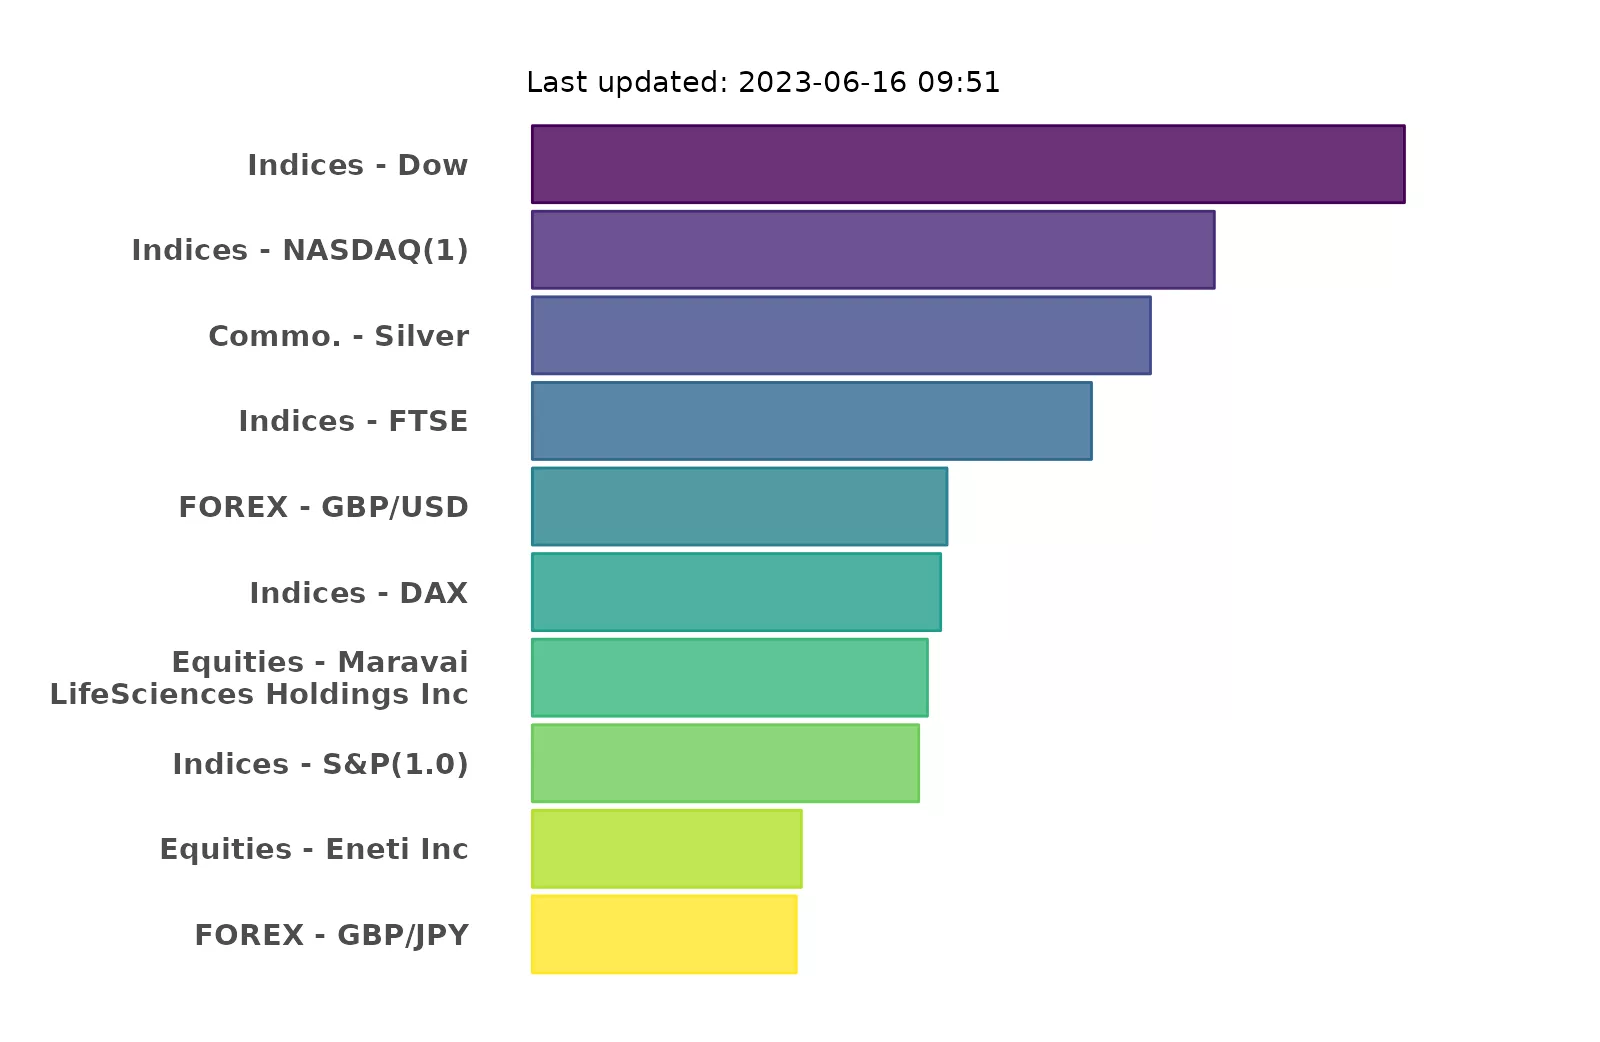 Last updated: 2023-06-16 09:51
Indices - Dow
Indices - NASDAQ(1)
Commo. - Silver
Indices - FTSE
FOREX - GBP/USD
Indices - DAX
Equities - Maravai
LifeSciences Holdings Inc
Indices - S&P(1.0)
Equities - Eneti Inc
FOREX - GBP/JPY